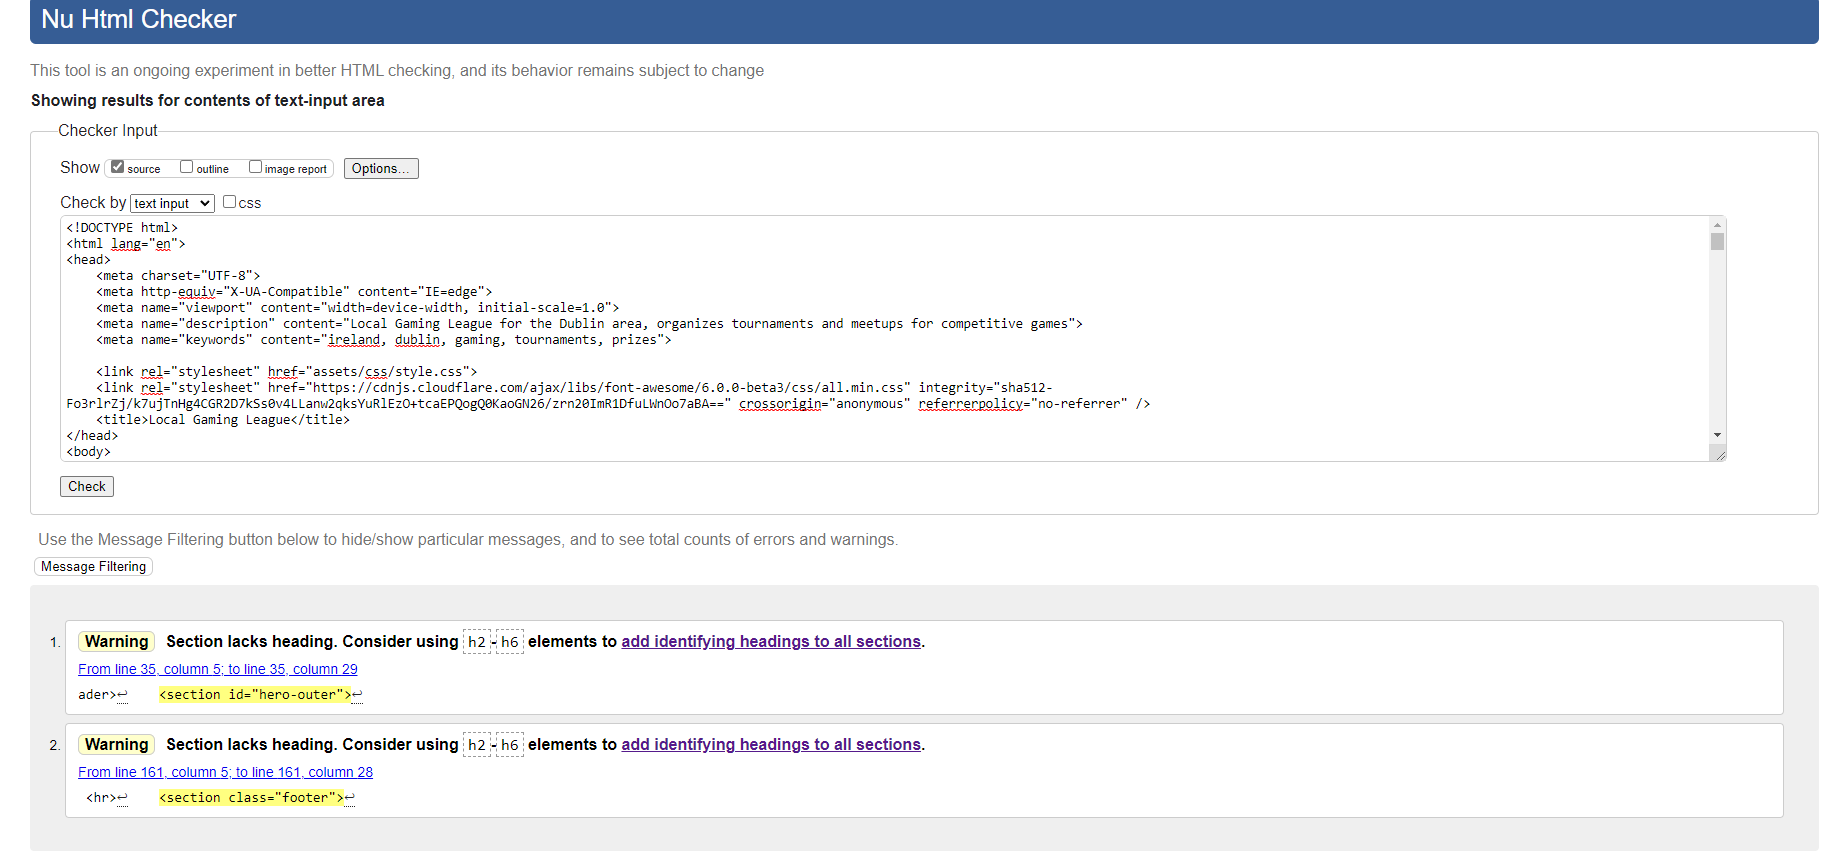 Nu Html Checker
This tool is an ongoing experiment in better HTML checking, and its behavior remains subject to change
Showing results for contents of text-input area
Checker Input
Show source outline image report Options...
Check by text input css
<!DOCTYPE html>
<html lang="en">
<head>
    <meta charset="UTF-8">
    <meta http-equiv="X-UA-Compatible" content="IE=edge">
    <meta name="viewport" content="width=device-width, initial-scale=1.0">
    <meta name="description" content="Local Gaming League for the Dublin area, organizes tournaments and meetups for competitive games">
    <meta name="keywords" content="ireland, dublin, gaming, tournaments, prizes">
    <link rel="stylesheet" href="assets/css/style.css">
    <link rel="stylesheet" href="https://cdnjs.cloudflare.com/ajax/libs/font-awesome/6.0.0-beta3/css/all.min.css" integrity="sha512-
Fo3rlrZj/k7ujTnHg4CGR2D7kSs0v4LLanw2qksYuRlEzO+tcaEPQogQ0KaoGN26/zrn20ImR1DfuLWnOo7aBA==" crossorigin="anonymous" referrerpolicy="no-referrer" />
    <title>Local Gaming League</title>
</head>
<body>
Check
Use the Message Filtering button below to hide/show particular messages, and to see total counts of errors and warnings.
Message Filtering
1. Warning Section lacks heading. Consider using h2-h6 elements to add identifying headings to all sections.
From line 35, column 5; to line 35, column 29
ader>↩    <section id="hero-outer">↩
2. Warning Section lacks heading. Consider using h2-h6 elements to add identifying headings to all sections.
From line 161, column 5; to line 161, column 28
<hr>↩    <section class="footer">↩